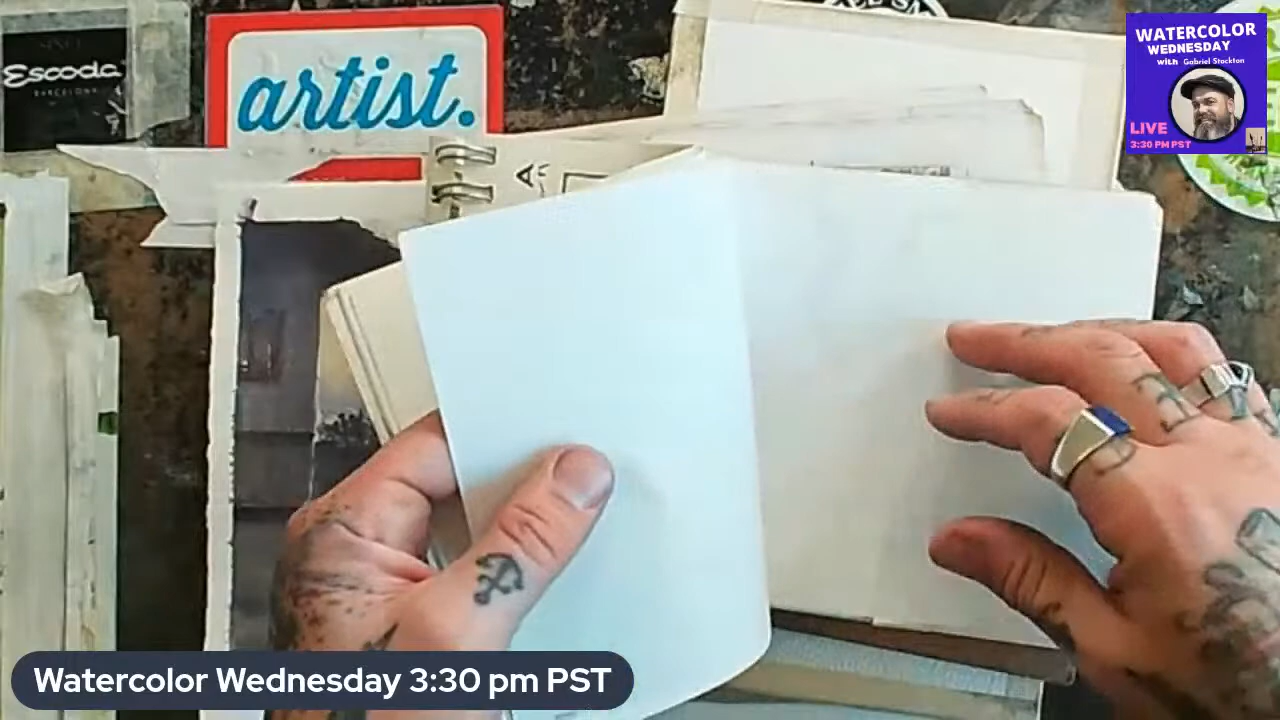 SINCE
Escoda
BARCELONA
artist.
A
WATERCOLOR
WEDNESDAY
with Gabriel Stockton
LIVE
3:30 PM PST
Watercolor Wednesday 3:30 pm PST